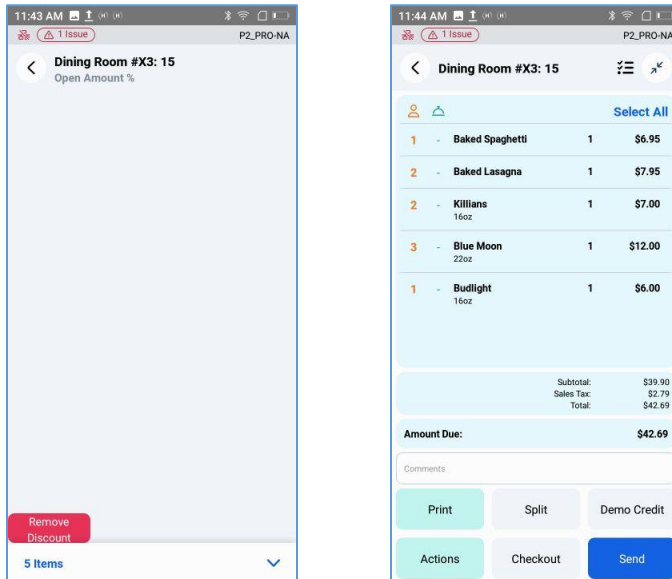 11:43 AM
1 Issue
P2_PRO-NA
Dining Room #X3: 15
Open Amount %
Remove
Discount
5 Items
11:44 AM
1 Issue
P2_PRO-NA
Dining Room #X3: 15
Select All
1 - Baked Spaghetti 1 $6.95
2 - Baked Lasagna 1 $7.95
2 - Killians 1 $7.00
16oz
3 - Blue Moon 1 $12.00
22oz
1 - Budlight 1 $6.00
16oz
Subtotal: $39.90
Sales Tax: $2.79
Total: $42.69
Amount Due: $42.69
Comments
Print Split Demo Credit
Actions Checkout Send